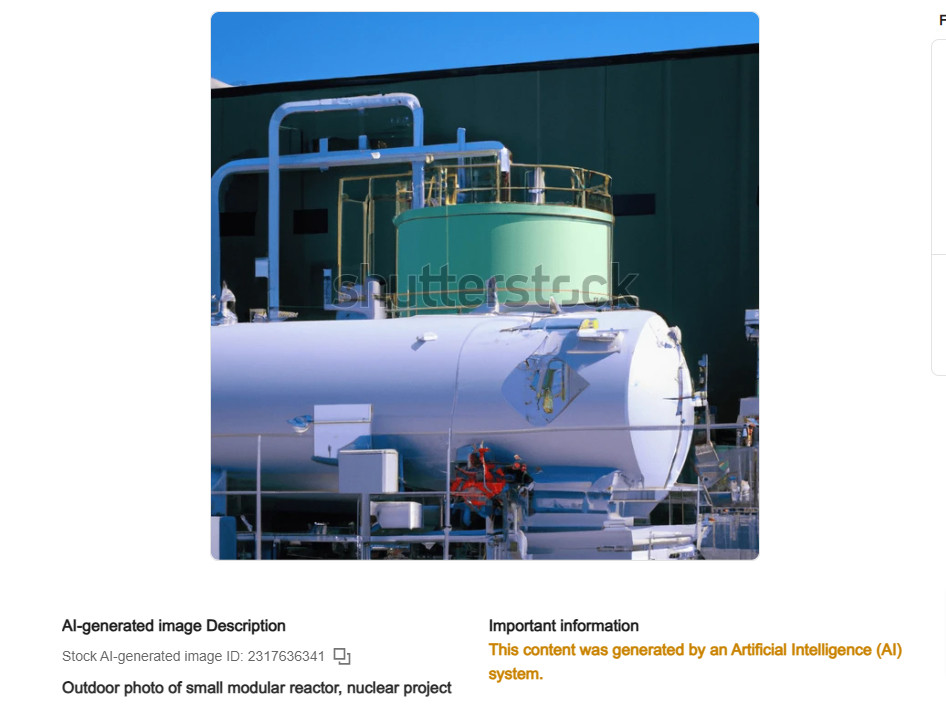 F
shutterstock
AI-generated image Description
Stock AI-generated image ID: 2317636341
Outdoor photo of small modular reactor, nuclear project
Important information
This content was generated by an Artificial Intelligence (AI)
system.